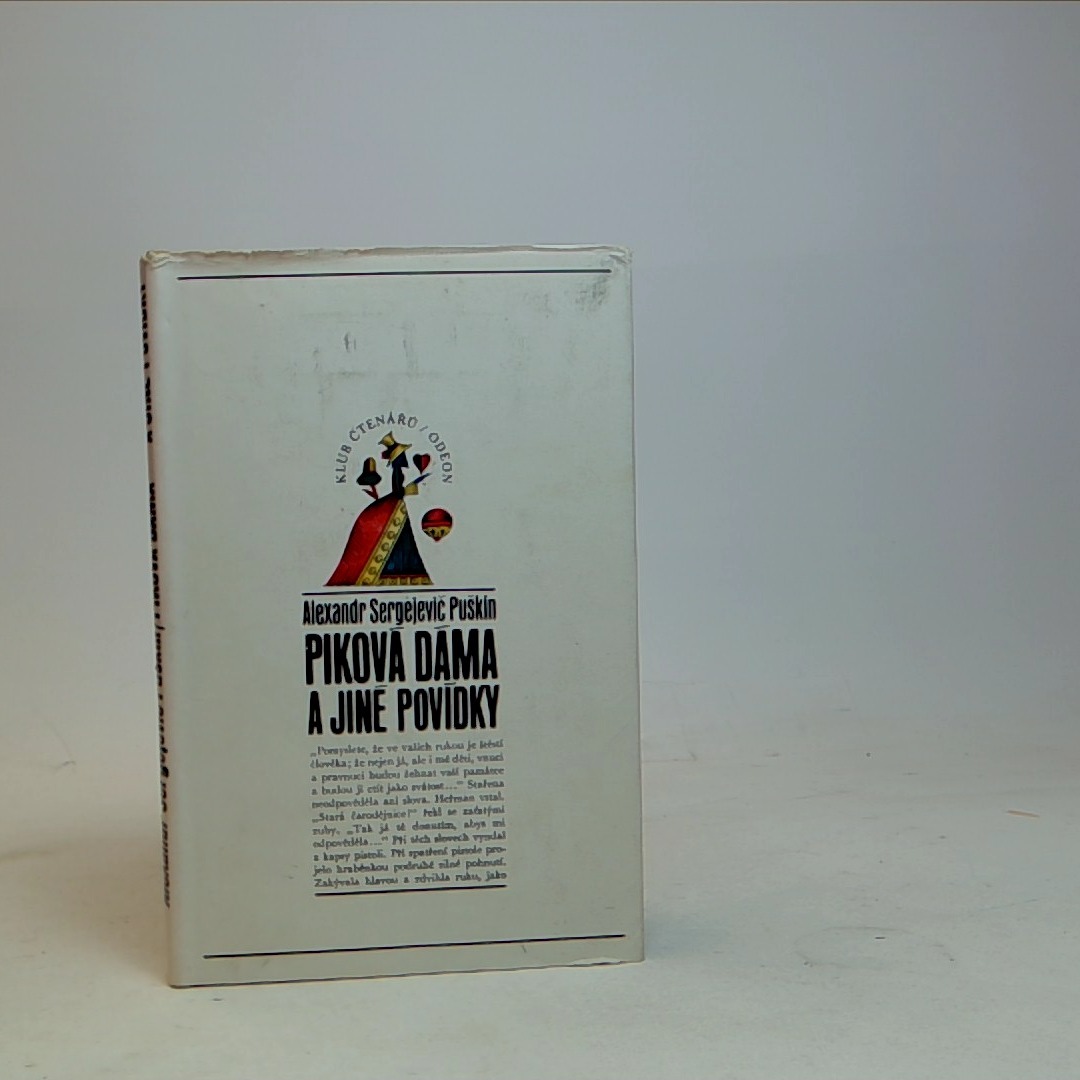 KLUB ČTENÁŘŮ / ODEON
Alexandr Sergejevič Puškin
PIKOVÁ DÁMA
A JINÉ POVÍDKY
„Pomyslete, že ve vašich rukou je štěstí
člověka; že nejen já, ale i mé děti, vnuci
a pravnuci budou žehnat vaší památce
a budou ji ctít jako svátost...“ Stařena
neodpověděla ani slova. Heřman vstal.
„Stará čarodějnice!“ řekl se zaťatými
zuby. „Tak já tě donutím, abys mi
odpověděla....“ Při těch slovech vyndal
z kapsy pistoli. Při spatření pistole pro-
jelo hraběnkou podruhé silné pohnutí.
Zakývala hlavou a zdvihla ruku, jako